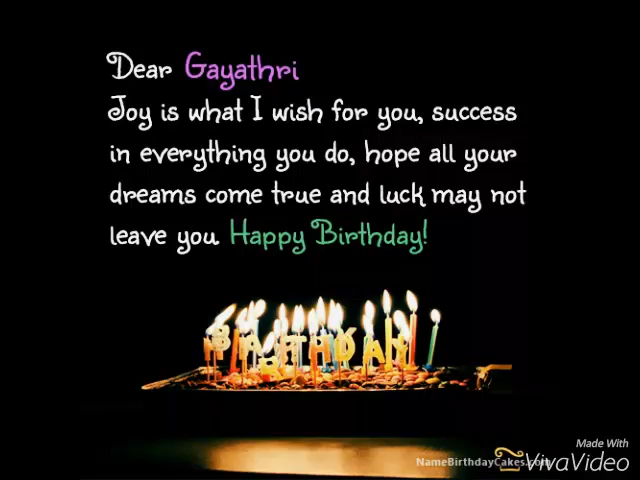 Dear Gayathri
Joy is what I wish for you, success
in everything you do, hope all your
dreams come true and luck may not
leave you Happy Birthday!
BIRTHDAY
Made With
NameBirthdayCakes.com
VivaVideo